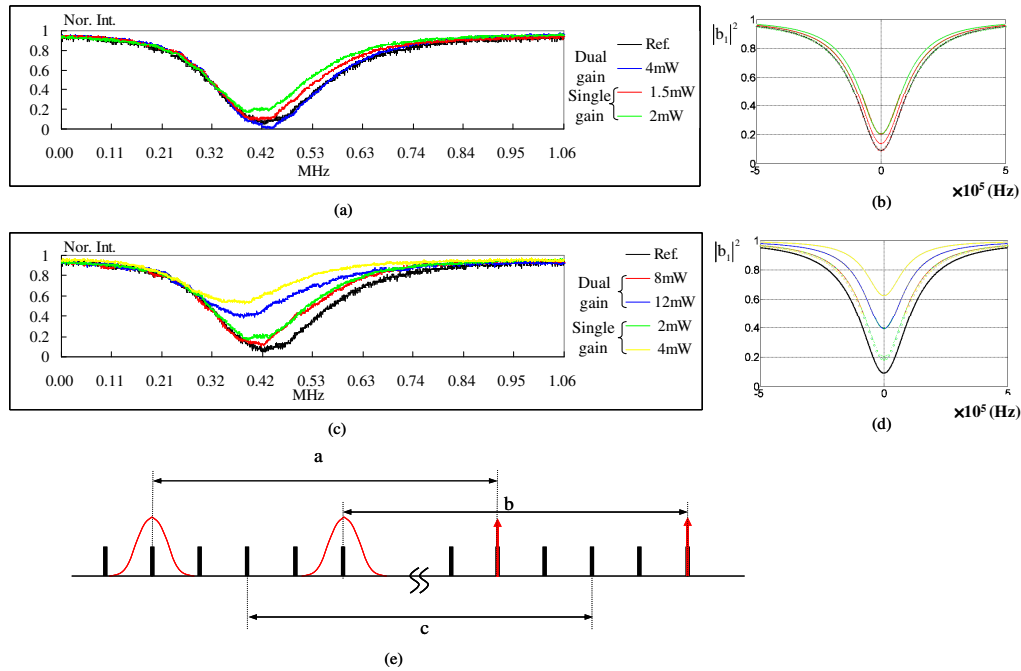 Nor. Int.
1
0.8
0.6
0.4
0.2
0
0.00 0.11 0.21 0.32 0.42 0.53 0.63 0.74 0.84 0.95 1.06
MHz
Ref.
Dual gain
4mW
Single gain
1.5mW
2mW
(a)
|b₁|²
1
0.8
0.6
0.4
0.2
-5 0 5
×10⁵ (Hz)
(b)
Nor. Int.
1
0.8
0.6
0.4
0.2
0
0.00 0.11 0.21 0.32 0.42 0.53 0.63 0.74 0.84 0.95 1.06
MHz
Ref.
Dual gain
8mW
12mW
Single gain
2mW
4mW
(c)
|b₁|²
1
0.8
0.6
0.4
0.2
0
-5 0 5
×10⁵ (Hz)
(d)
a
b
c
(e)